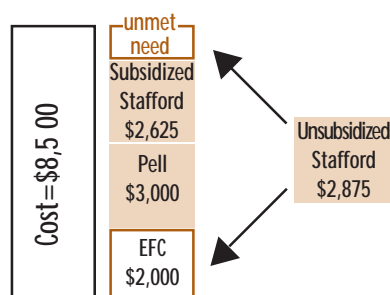 Cost=$8,5 00
unmet
need
Subsidized
Stafford
$2,625
Pell
$3,000
EFC
$2,000
Unsubsidized
Stafford
$2,875